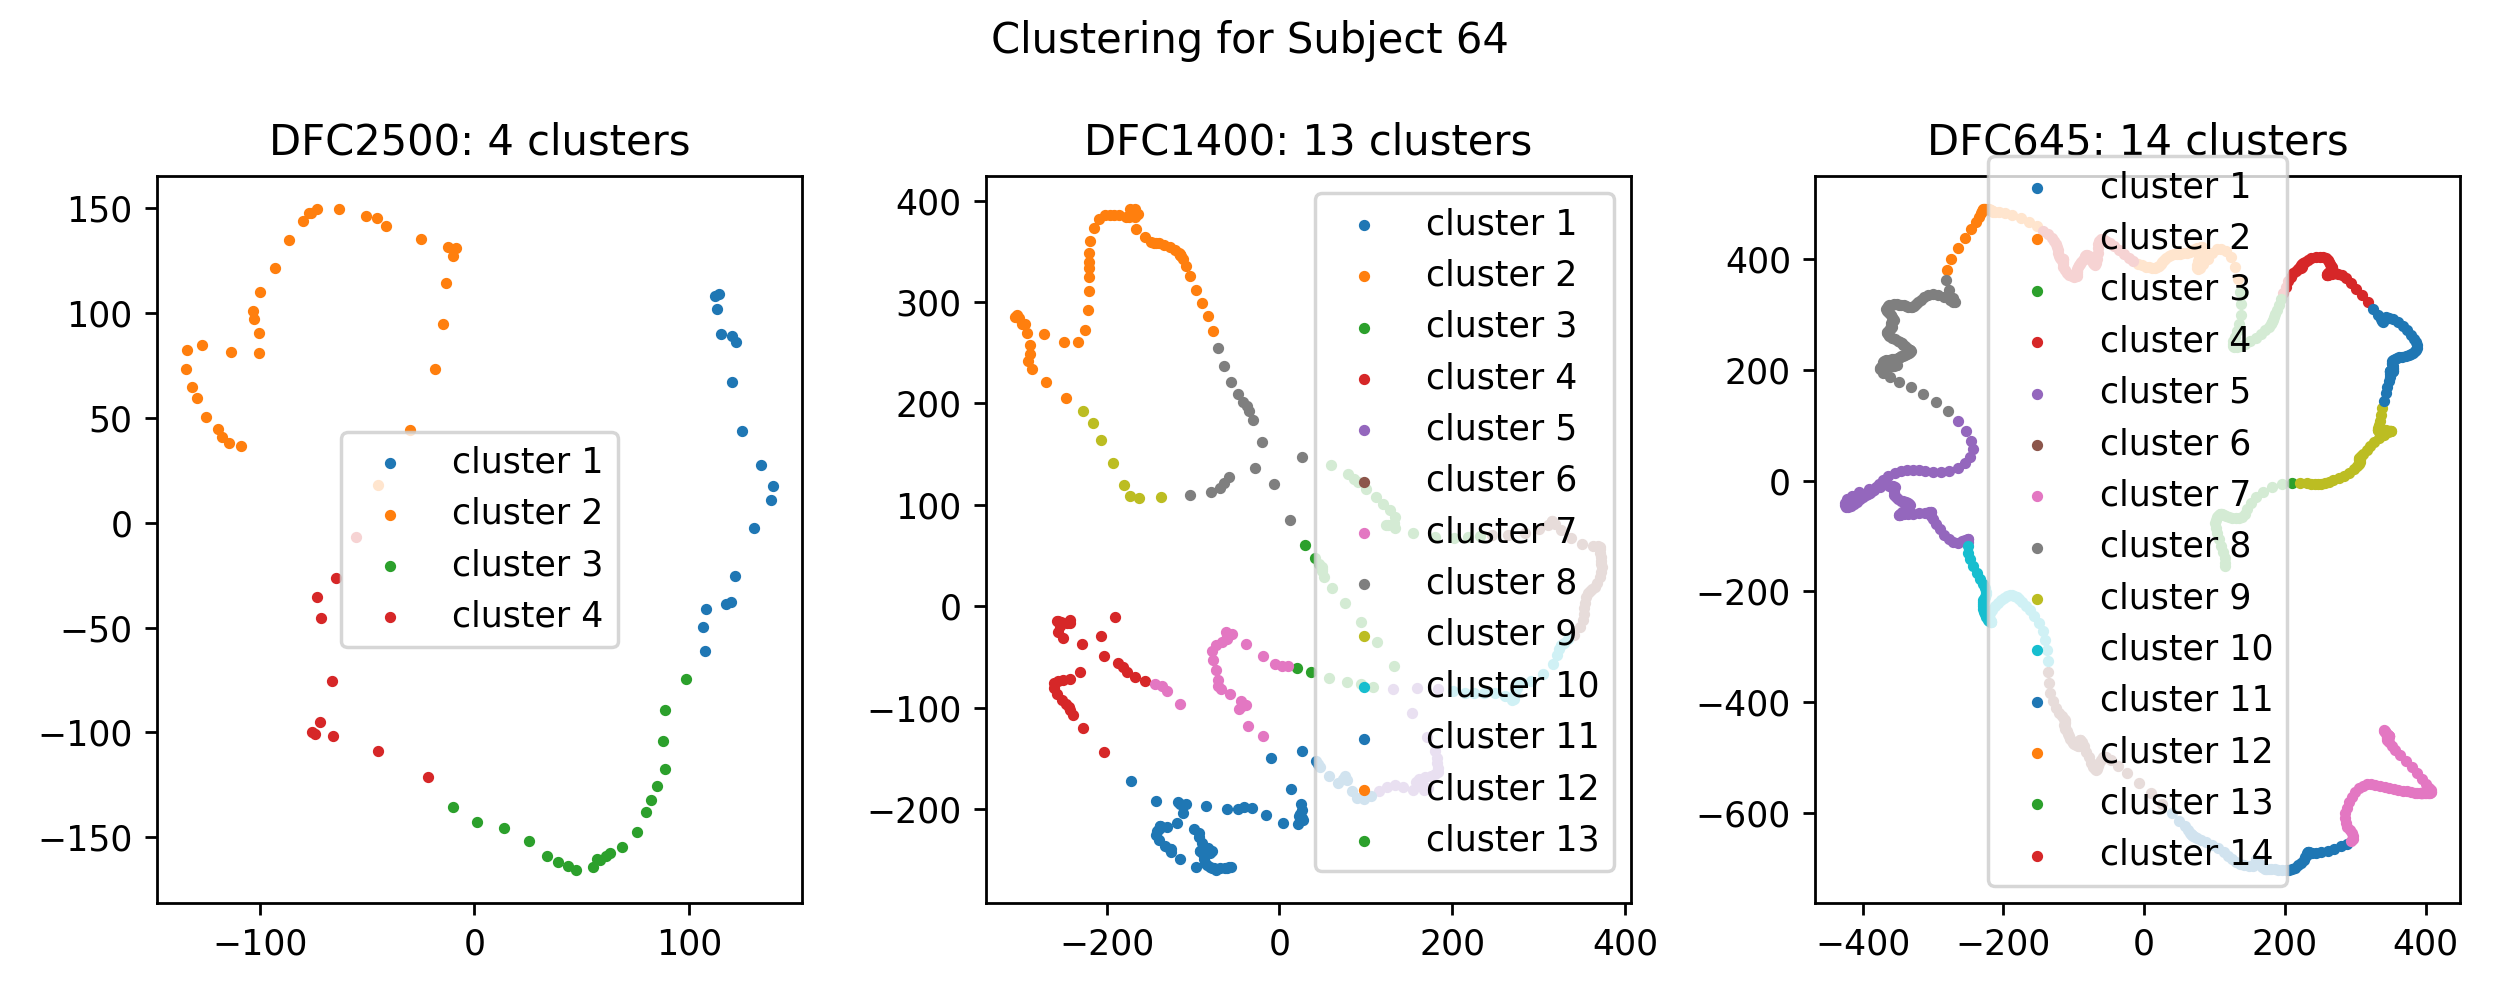 Clustering for Subject 64
DFC2500: 4 clusters
150
100
50
0
−50
−100
−150
−100
0
100
cluster 1
cluster 2
cluster 3
cluster 4
DFC1400: 13 clusters
400
300
200
100
0
−100
−200
−200
0
200
400
cluster 1
cluster 2
cluster 3
cluster 4
cluster 5
cluster 6
cluster 7
cluster 8
cluster 9
cluster 10
cluster 11
cluster 12
cluster 13
DFC645: 14 clusters
400
200
0
−200
−400
−600
−400
−200
0
200
400
cluster 1
cluster 2
cluster 3
cluster 4
cluster 5
cluster 6
cluster 7
cluster 8
cluster 9
cluster 10
cluster 11
cluster 12
cluster 13
cluster 14